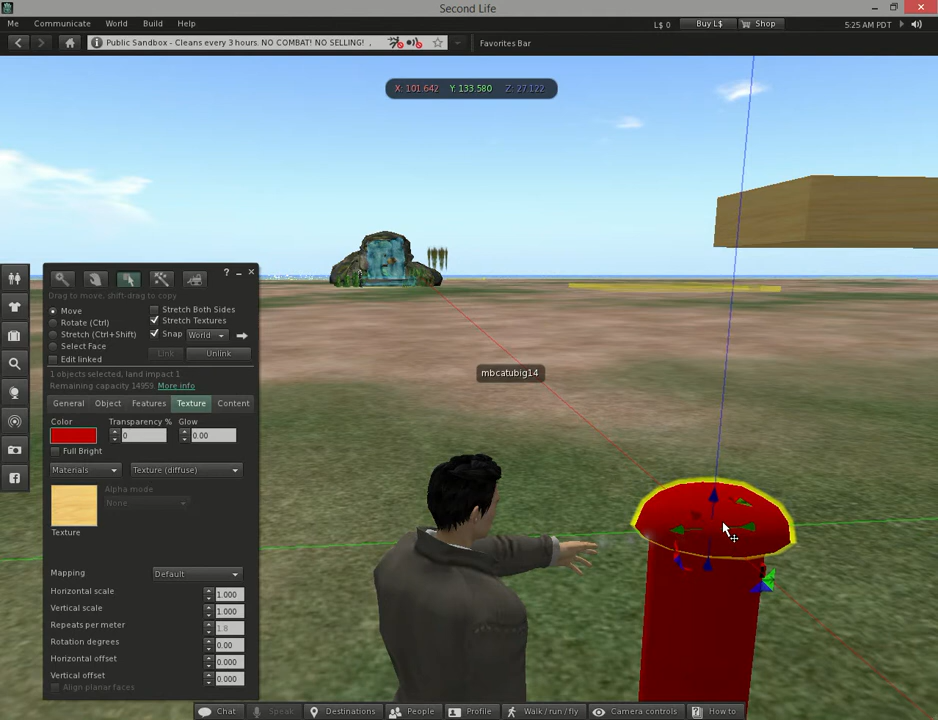 Second Life
Me Communicate World Build Help
L$ 0 Buy L$ Shop 5:25 AM PDT
Public Sandbox - Cleans every 3 hours. NO COMBAT! NO SELLING! .
Favorites Bar
X: 101.642 Y: 133.580 Z: 27.122
Drag to move, shift-drag to copy
Move
Rotate (Ctrl)
Stretch (Ctrl+Shift)
Select Face
Edit linked
Stretch Both Sides
Stretch Textures
Snap World
Link Unlink
1 objects selected, land impact 1
Remaining capacity 14959. More info
General Object Features Texture Content
Color Transparency % Glow
0 0.00
Full Bright
Materials Texture (diffuse)
Alpha mode
None
Texture
Mapping Default
Horizontal scale 1.000
Vertical scale 1.000
Repeats per meter 1.8
Rotation degrees 0.00
Horizontal offset 0.000
Vertical offset 0.000
Align planar faces
mbcatubig14
Chat Speak Destinations People Profile Walk / run / fly Camera controls How to